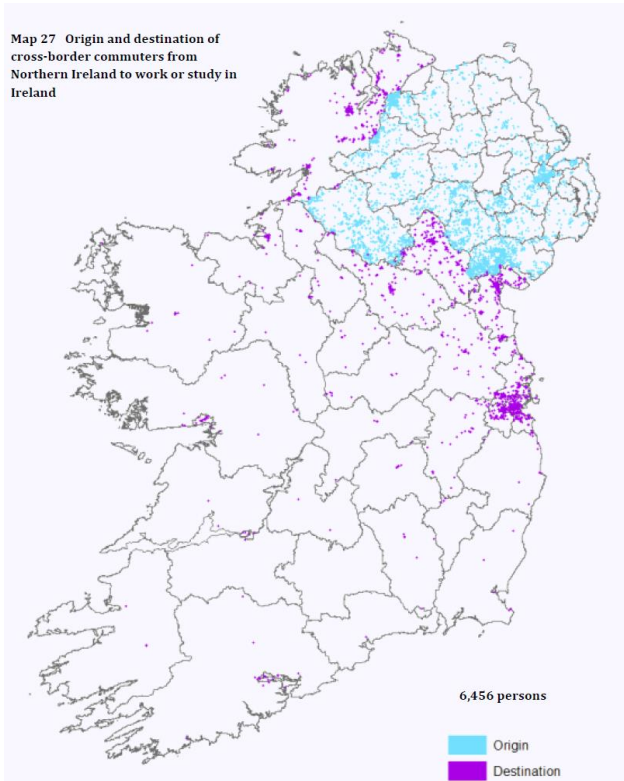 Map 27 Origin and destination of
cross-border commuters from
Northern Ireland to work or study in
Ireland
6,456 persons
Origin
Destination